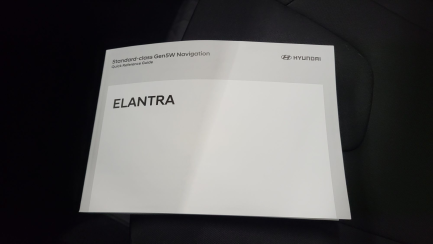 Standard-class Gen5W Navigation
Quick Reference Guide
HYUNDAI
ELANTRA